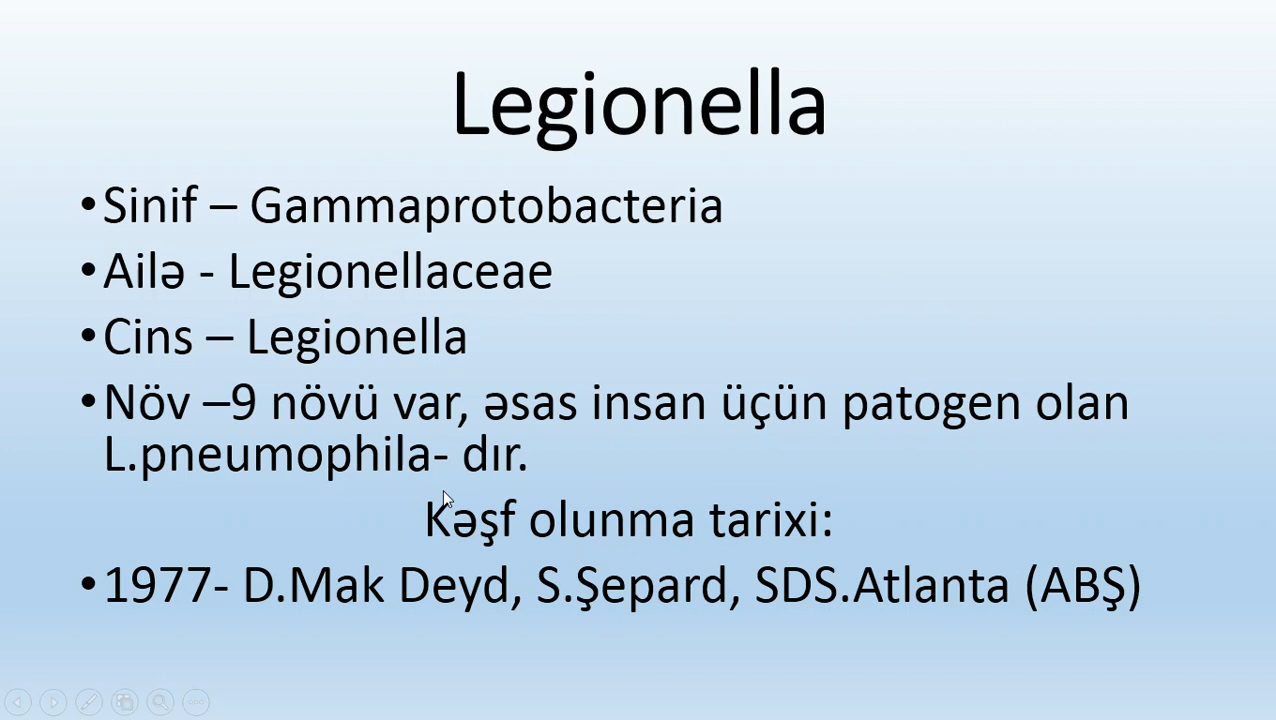 Legionella
•Sinif – Gammaprotobacteria
•Ailə - Legionellaceae
•Cins – Legionella
•Növ –9 növü var, əsas insan üçün patogen olan
L.pneumophila- dır.
Kəşf olunma tarixi:
•1977- D.Mak Deyd, S.Şepard, SDS.Atlanta (ABŞ)